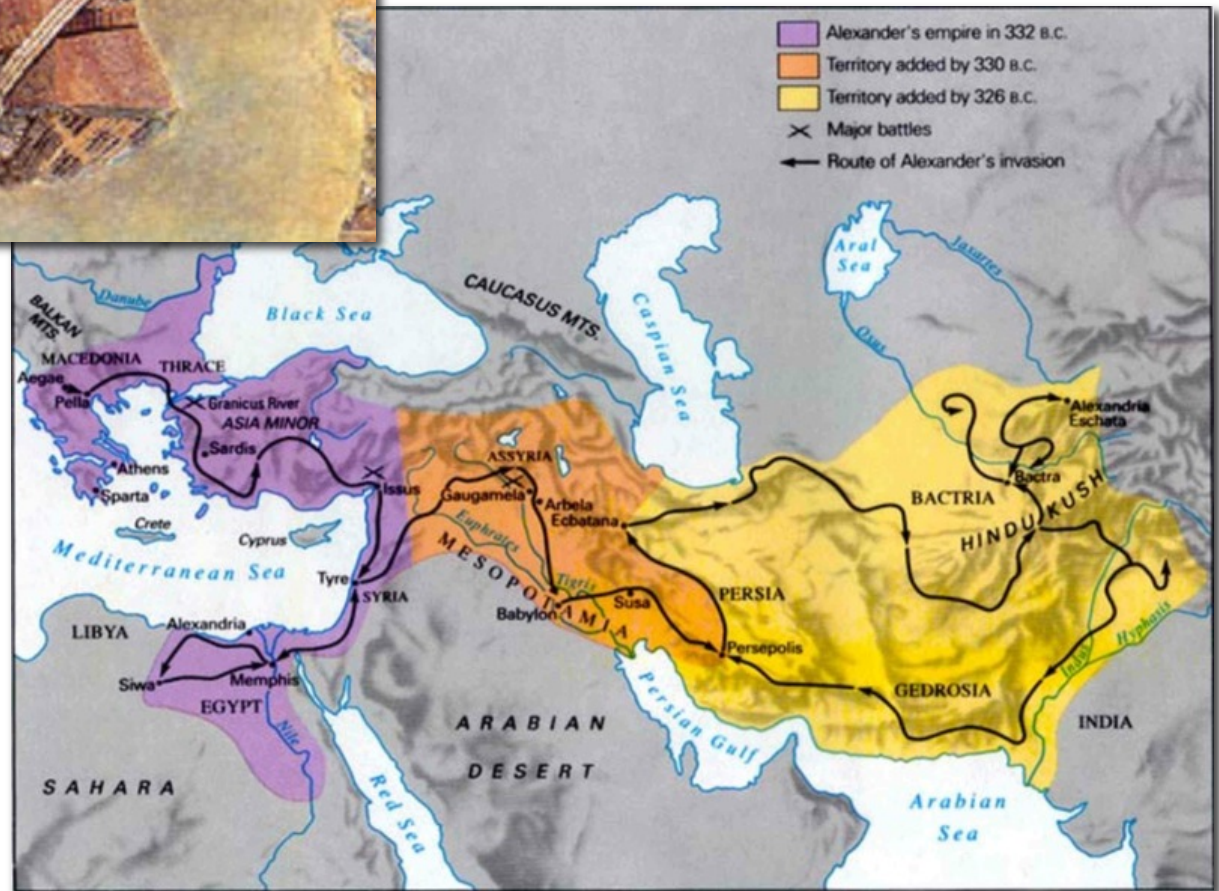 Alexander's empire in 332 B.C.
Territory added by 330 B.C.
Territory added by 326 B.C.
Major battles
Route of Alexander's invasion
Danube
BALKAN
MTS.
Black Sea
CAUCASUS MTS.
Caspian Sea
Aral
Sea
Jaxartes
Oxus
MACEDONIA
THRACE
Aegae
Pella
Granicus River
ASIA MINOR
Sardis
Athens
Sparta
Crete
Cyprus
Mediterranean Sea
Issus
Tyre
SYRIA
ASSYRIA
Gaugamela
Arbela
Ecbatana
Euphrates
MESOPOTAMIA
Tigris
Babylon
Susa
PERSIA
Persepolis
BACTRIA
Bactra
Alexandria
Eschata
HINDU KUSH
LIBYA
Alexandria
Siwa
Memphis
EGYPT
Nile
SAHARA
Red Sea
ARABIAN
DESERT
Persian Gulf
GEDROSIA
Indus
Hyphasis
INDIA
Arabian
Sea